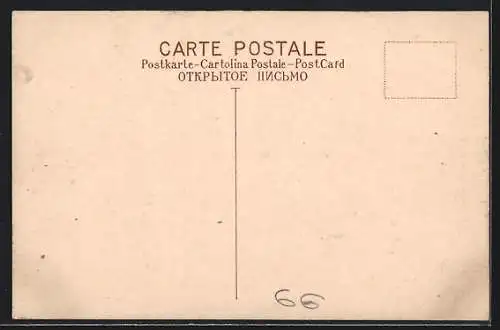 CARTE POSTALE
Postkarte-Cartolina Postale-PostCard
ОТКРЫТОЕ ПИСЬМО
66